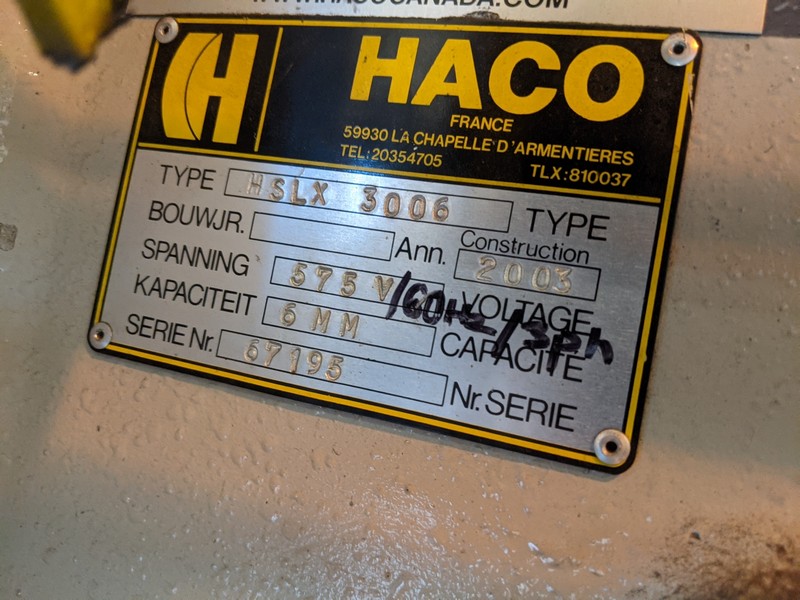 HACO
FRANCE
59930 LA CHAPELLE D'ARMENTIERES
TEL:20354705 TLX:810037
TYPE HSLX 3006 TYPE
BOUWJR. Ann. Construction 2003
SPANNING 575 V/60Hz/3ph VOLTAGE
KAPACITEIT 6 MM CAPACITE
SERIE Nr. 67195 Nr. SERIE